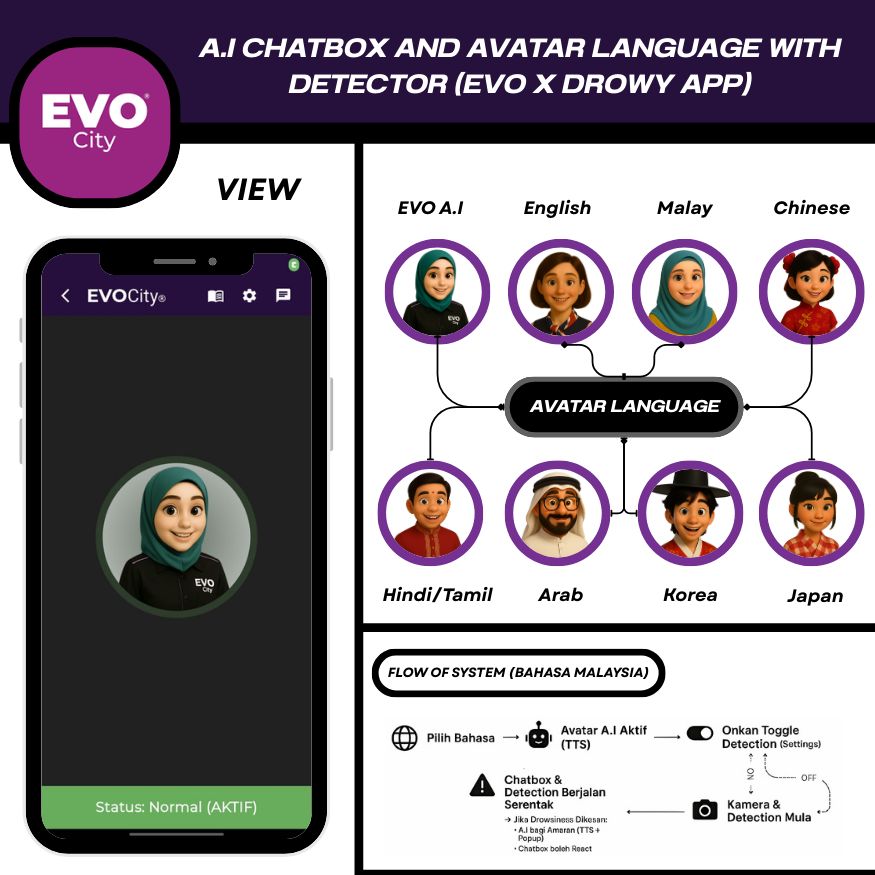 A.I CHATBOX AND AVATAR LANGUAGE WITH
DETECTOR (EVO X DROWY APP)
EVO®
City
VIEW
EVOCity®
EVO
City
Status: Normal (AKTIF)
EVO A.I
English
Malay
Chinese
EVO
City
AVATAR LANGUAGE
Hindi/Tamil
Arab
Korea
Japan
FLOW OF SYSTEM (BAHASA MALAYSIA)
Pilih Bahasa
Avatar A.I Aktif
(TTS)
Onkan Toggle
Detection (Settings)
NO
OFF
Kamera &
Detection Mula
Chatbox &
Detection Berjalan
Serentak
→ Jika Drowsiness Dikesan:
• A.I bagi Amaran (TTS +
Popup)
• Chatbox boleh React